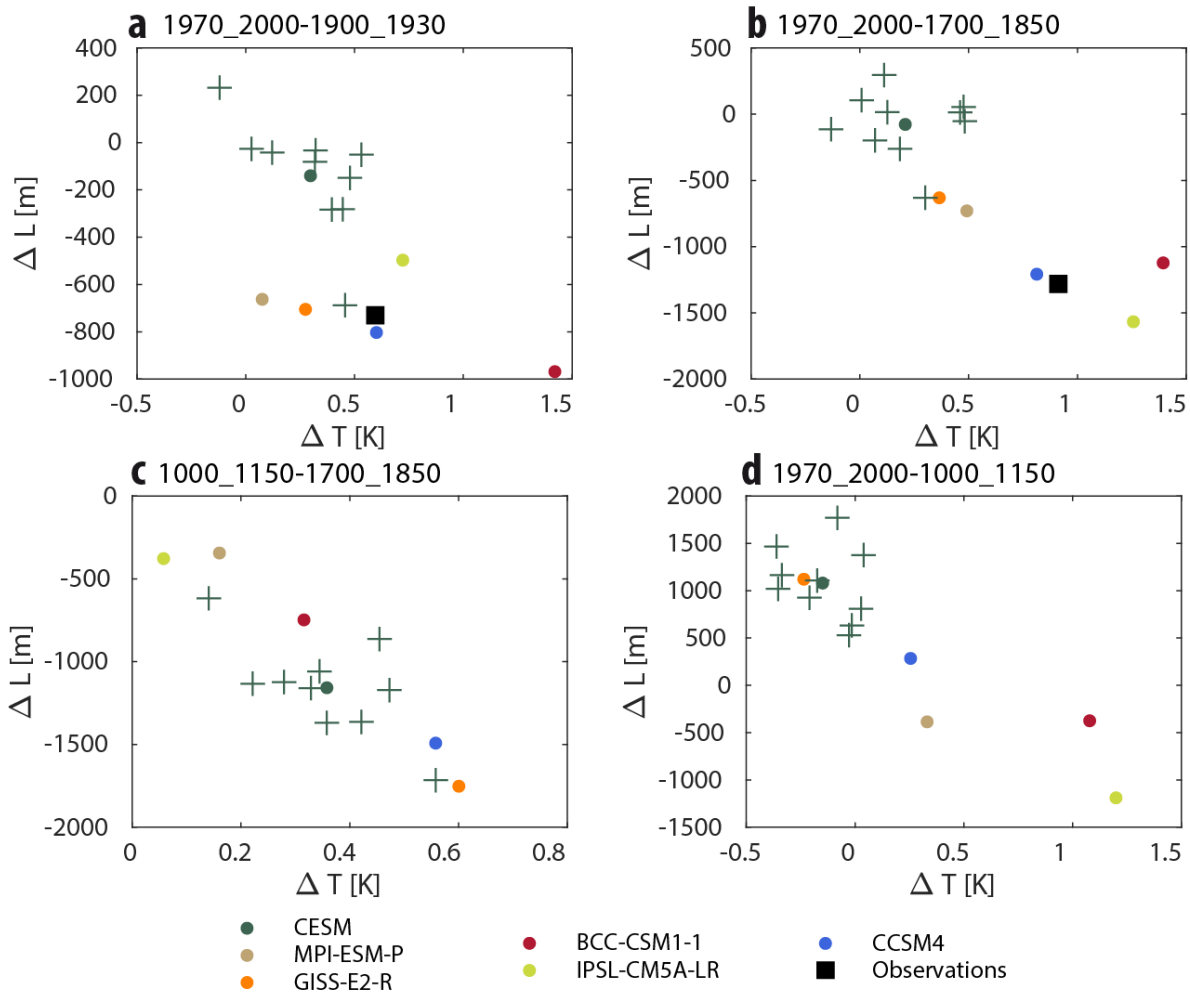 a 1970_2000-1900_1930
400
200
0
-200
-400
-600
-800
-1000
Δ L [m]
-0.5 0 0.5 1 1.5
Δ T [K]
b 1970_2000-1700_1850
500
0
-500
-1000
-1500
-2000
Δ L [m]
-0.5 0 0.5 1 1.5
Δ T [K]
c 1000_1150-1700_1850
0
-500
-1000
-1500
-2000
Δ L [m]
0 0.2 0.4 0.6 0.8
Δ T [K]
d 1970_2000-1000_1150
2000
1500
1000
500
0
-500
-1000
-1500
Δ L [m]
-0.5 0 0.5 1 1.5
Δ T [K]
CESM
MPI-ESM-P
GISS-E2-R
BCC-CSM1-1
IPSL-CM5A-LR
CCSM4
Observations